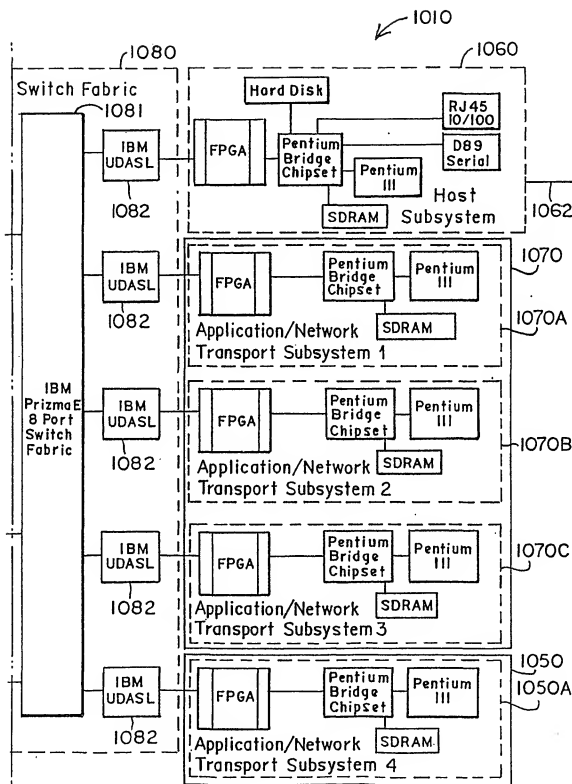 1010
1080
1060
Switch Fabric
1081
Hard Disk
RJ45
10/100
IBM
UDASL
FPGA
Pentium
Bridge
Chipset
D89
Serial
Pentium
III
1082
Host
Subsystem
SDRAM
1062
IBM
UDASL
FPGA
Pentium
Bridge
Chipset
Pentium
III
1070
1082
SDRAM
1070A
Application/Network
Transport Subsystem 1
IBM
PrizmaE
8 Port
Switch
Fabric
IBM
UDASL
FPGA
Pentium
Bridge
Chipset
Pentium
III
1070B
1082
SDRAM
Application/Network
Transport Subsystem 2
IBM
UDASL
FPGA
Pentium
Bridge
Chipset
Pentium
III
1070C
1082
SDRAM
Application/Network
Transport Subsystem 3
IBM
UDASL
FPGA
Pentium
Bridge
Chipset
Pentium
III
1050
1050A
1082
SDRAM
Application/Network
Transport Subsystem 4